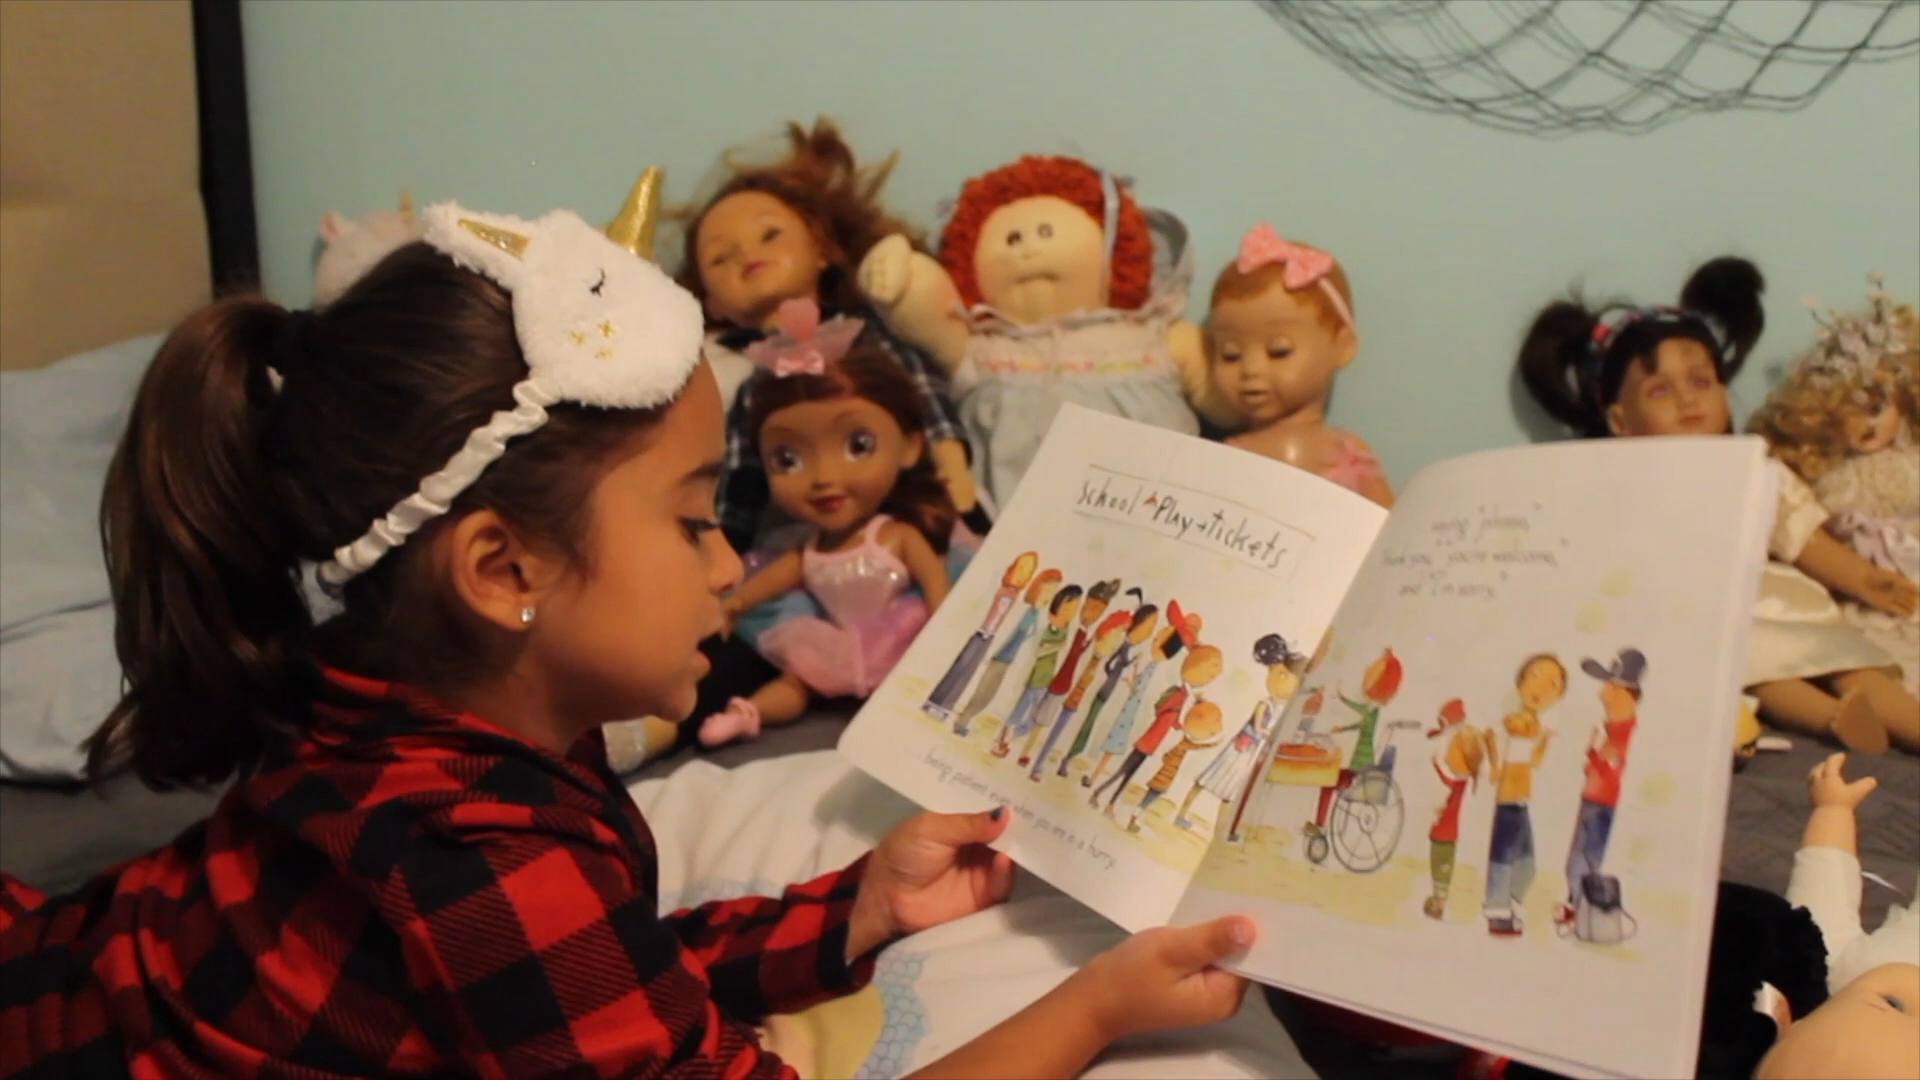 School Play Tickets
being patient even when you are in a hurry.
saying "please,"
"thank you, you're welcome,"
and "I'm sorry."